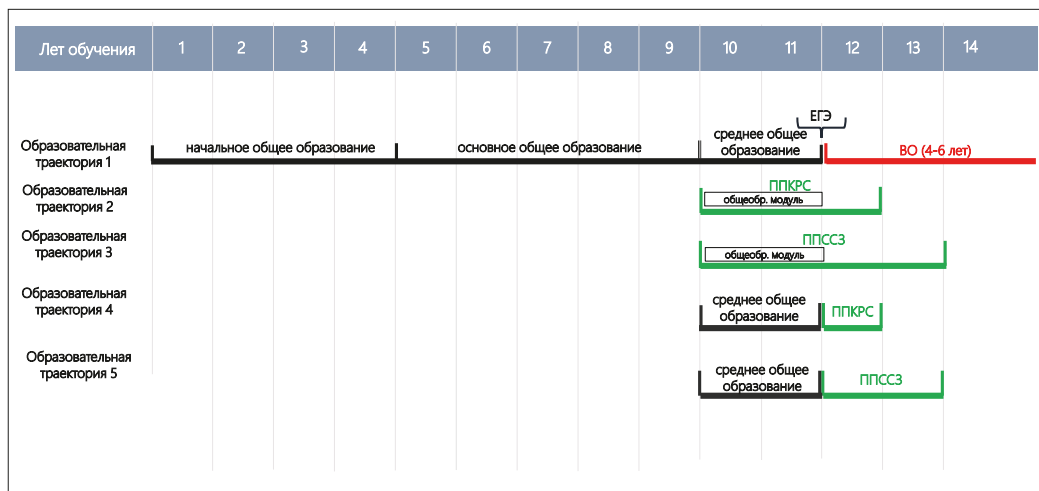 Лет обучения 1 2 3 4 5 6 7 8 9 10 11 12 13 14
ЕГЭ
Образовательная
траектория 1
начальное общее образование
основное общее образование
среднее общее
образование
ВО (4-6 лет)
Образовательная
траектория 2
ППКРС
общеобр. модуль
Образовательная
траектория 3
ППССЗ
общеобр. модуль
Образовательная
траектория 4
среднее общее
образование
ППКРС
Образовательная
траектория 5
среднее общее
образование
ППССЗ